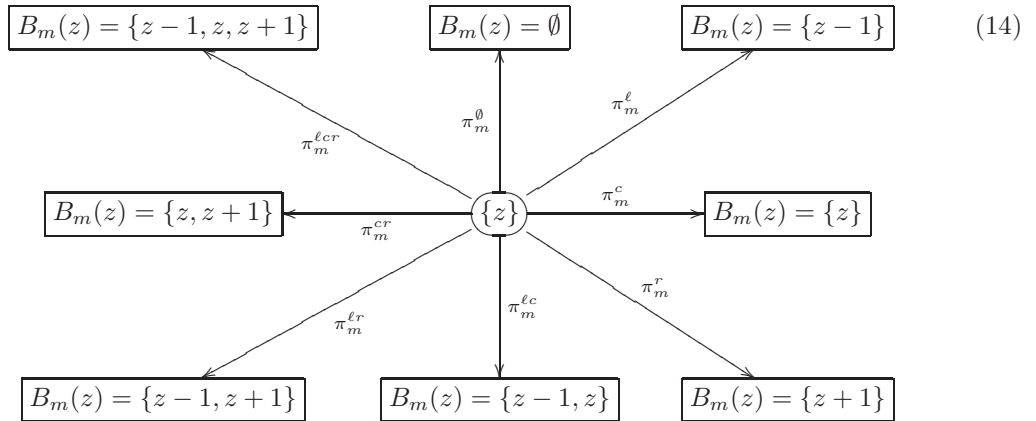 B_m(z) = {z − 1, z, z + 1} B_m(z) = ∅ B_m(z) = {z − 1} (14)
π_m^∅ π_m^ℓ
π_m^{ℓcr}
B_m(z) = {z, z + 1} π_m^{cr} {z} π_m^c B_m(z) = {z}
π_m^{ℓr} π_m^{ℓc} π_m^r
B_m(z) = {z − 1, z + 1} B_m(z) = {z − 1, z} B_m(z) = {z + 1}